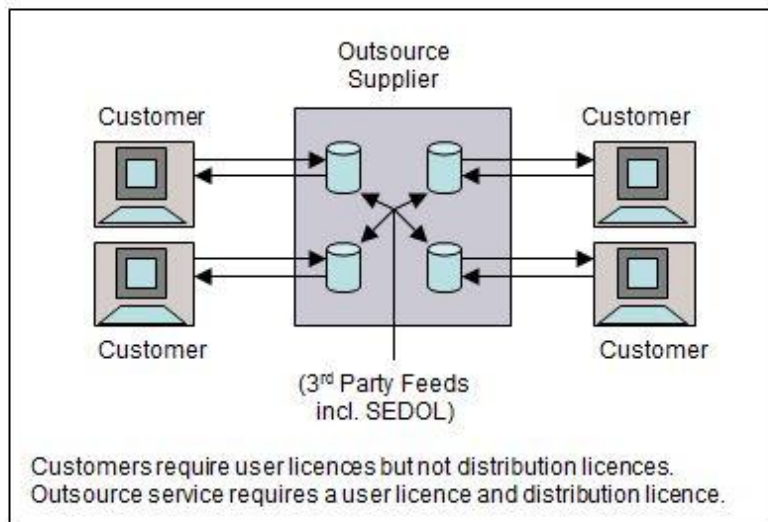 Outsource
Supplier
Customer
Customer
Customer
Customer
(3rd Party Feeds
incl. SEDOL)
Customers require user licences but not distribution licences.
Outsource service requires a user licence and distribution licence.